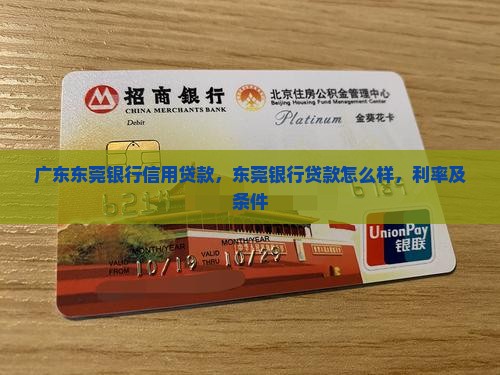 招商银行
CHINA MERCHANTS BANK
北京住房公积金管理中心
Beijing Housing Fund Management Center
Debit
Platinum 金葵花卡
广东东莞银行信用贷款，东莞银行贷款怎么样，利率及
条件
MONTH/YEAR MONTH/YEAR
VALID FROM 10/19 VALID THRU 10/29
UnionPay
银联